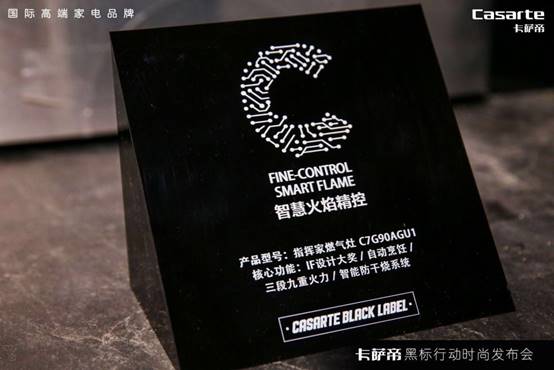 国际高端家电品牌
Casarte
卡萨帝
FINE-CONTROL
SMART FLAME
智慧火焰精控
产品型号：指挥家燃气灶 C7G90AGU1
核心功能：IF设计大奖 / 自动烹饪 /
三段九重火力 / 智能防干烧系统
· CASARTE BLACK LABEL ·
卡萨帝黑标行动时尚发布会